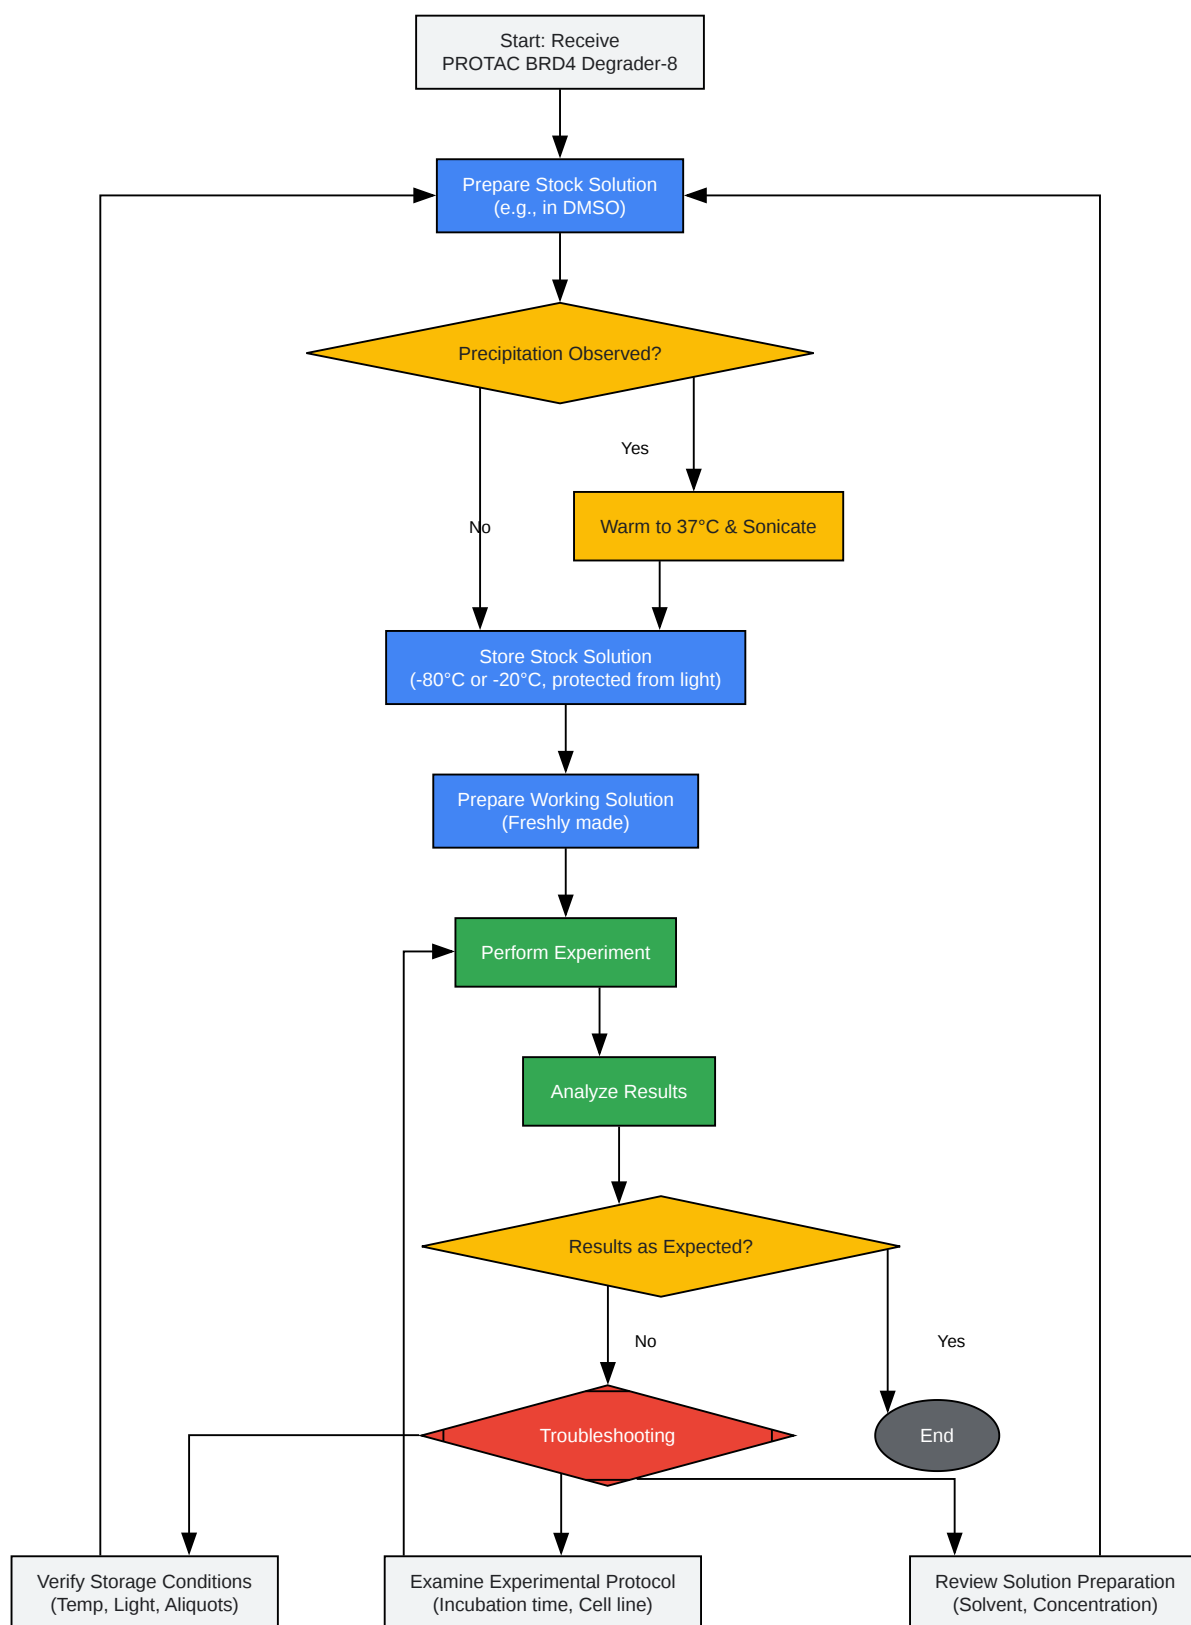 Start: Receive
PROTAC BRD4 Degrader-8
Prepare Stock Solution
(e.g., in DMSO)
Precipitation Observed?
Yes
No
Warm to 37°C & Sonicate
Store Stock Solution
(-80°C or -20°C, protected from light)
Prepare Working Solution
(Freshly made)
Perform Experiment
Analyze Results
Results as Expected?
No
Yes
Troubleshooting
End
Verify Storage Conditions
(Temp, Light, Aliquots)
Examine Experimental Protocol
(Incubation time, Cell line)
Review Solution Preparation
(Solvent, Concentration)